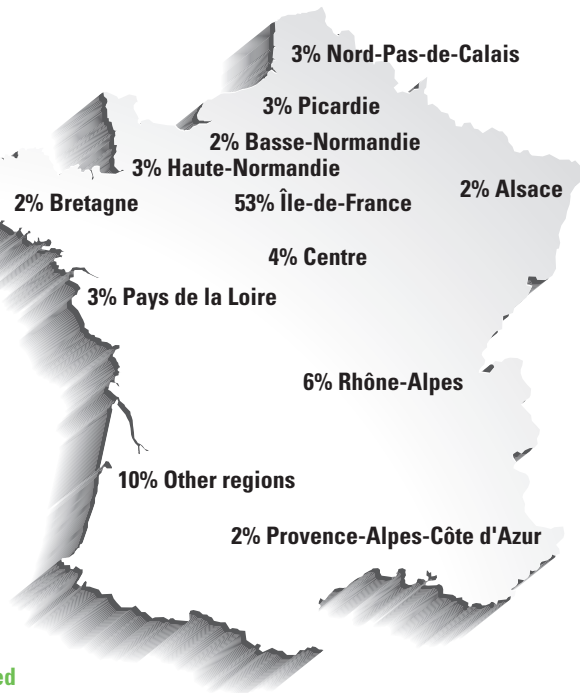 3% Nord-Pas-de-Calais
3% Picardie
2% Basse-Normandie
3% Haute-Normandie
2% Alsace
2% Bretagne
53% Île-de-France
4% Centre
3% Pays de la Loire
6% Rhône-Alpes
10% Other regions
2% Provence-Alpes-Côte d'Azur